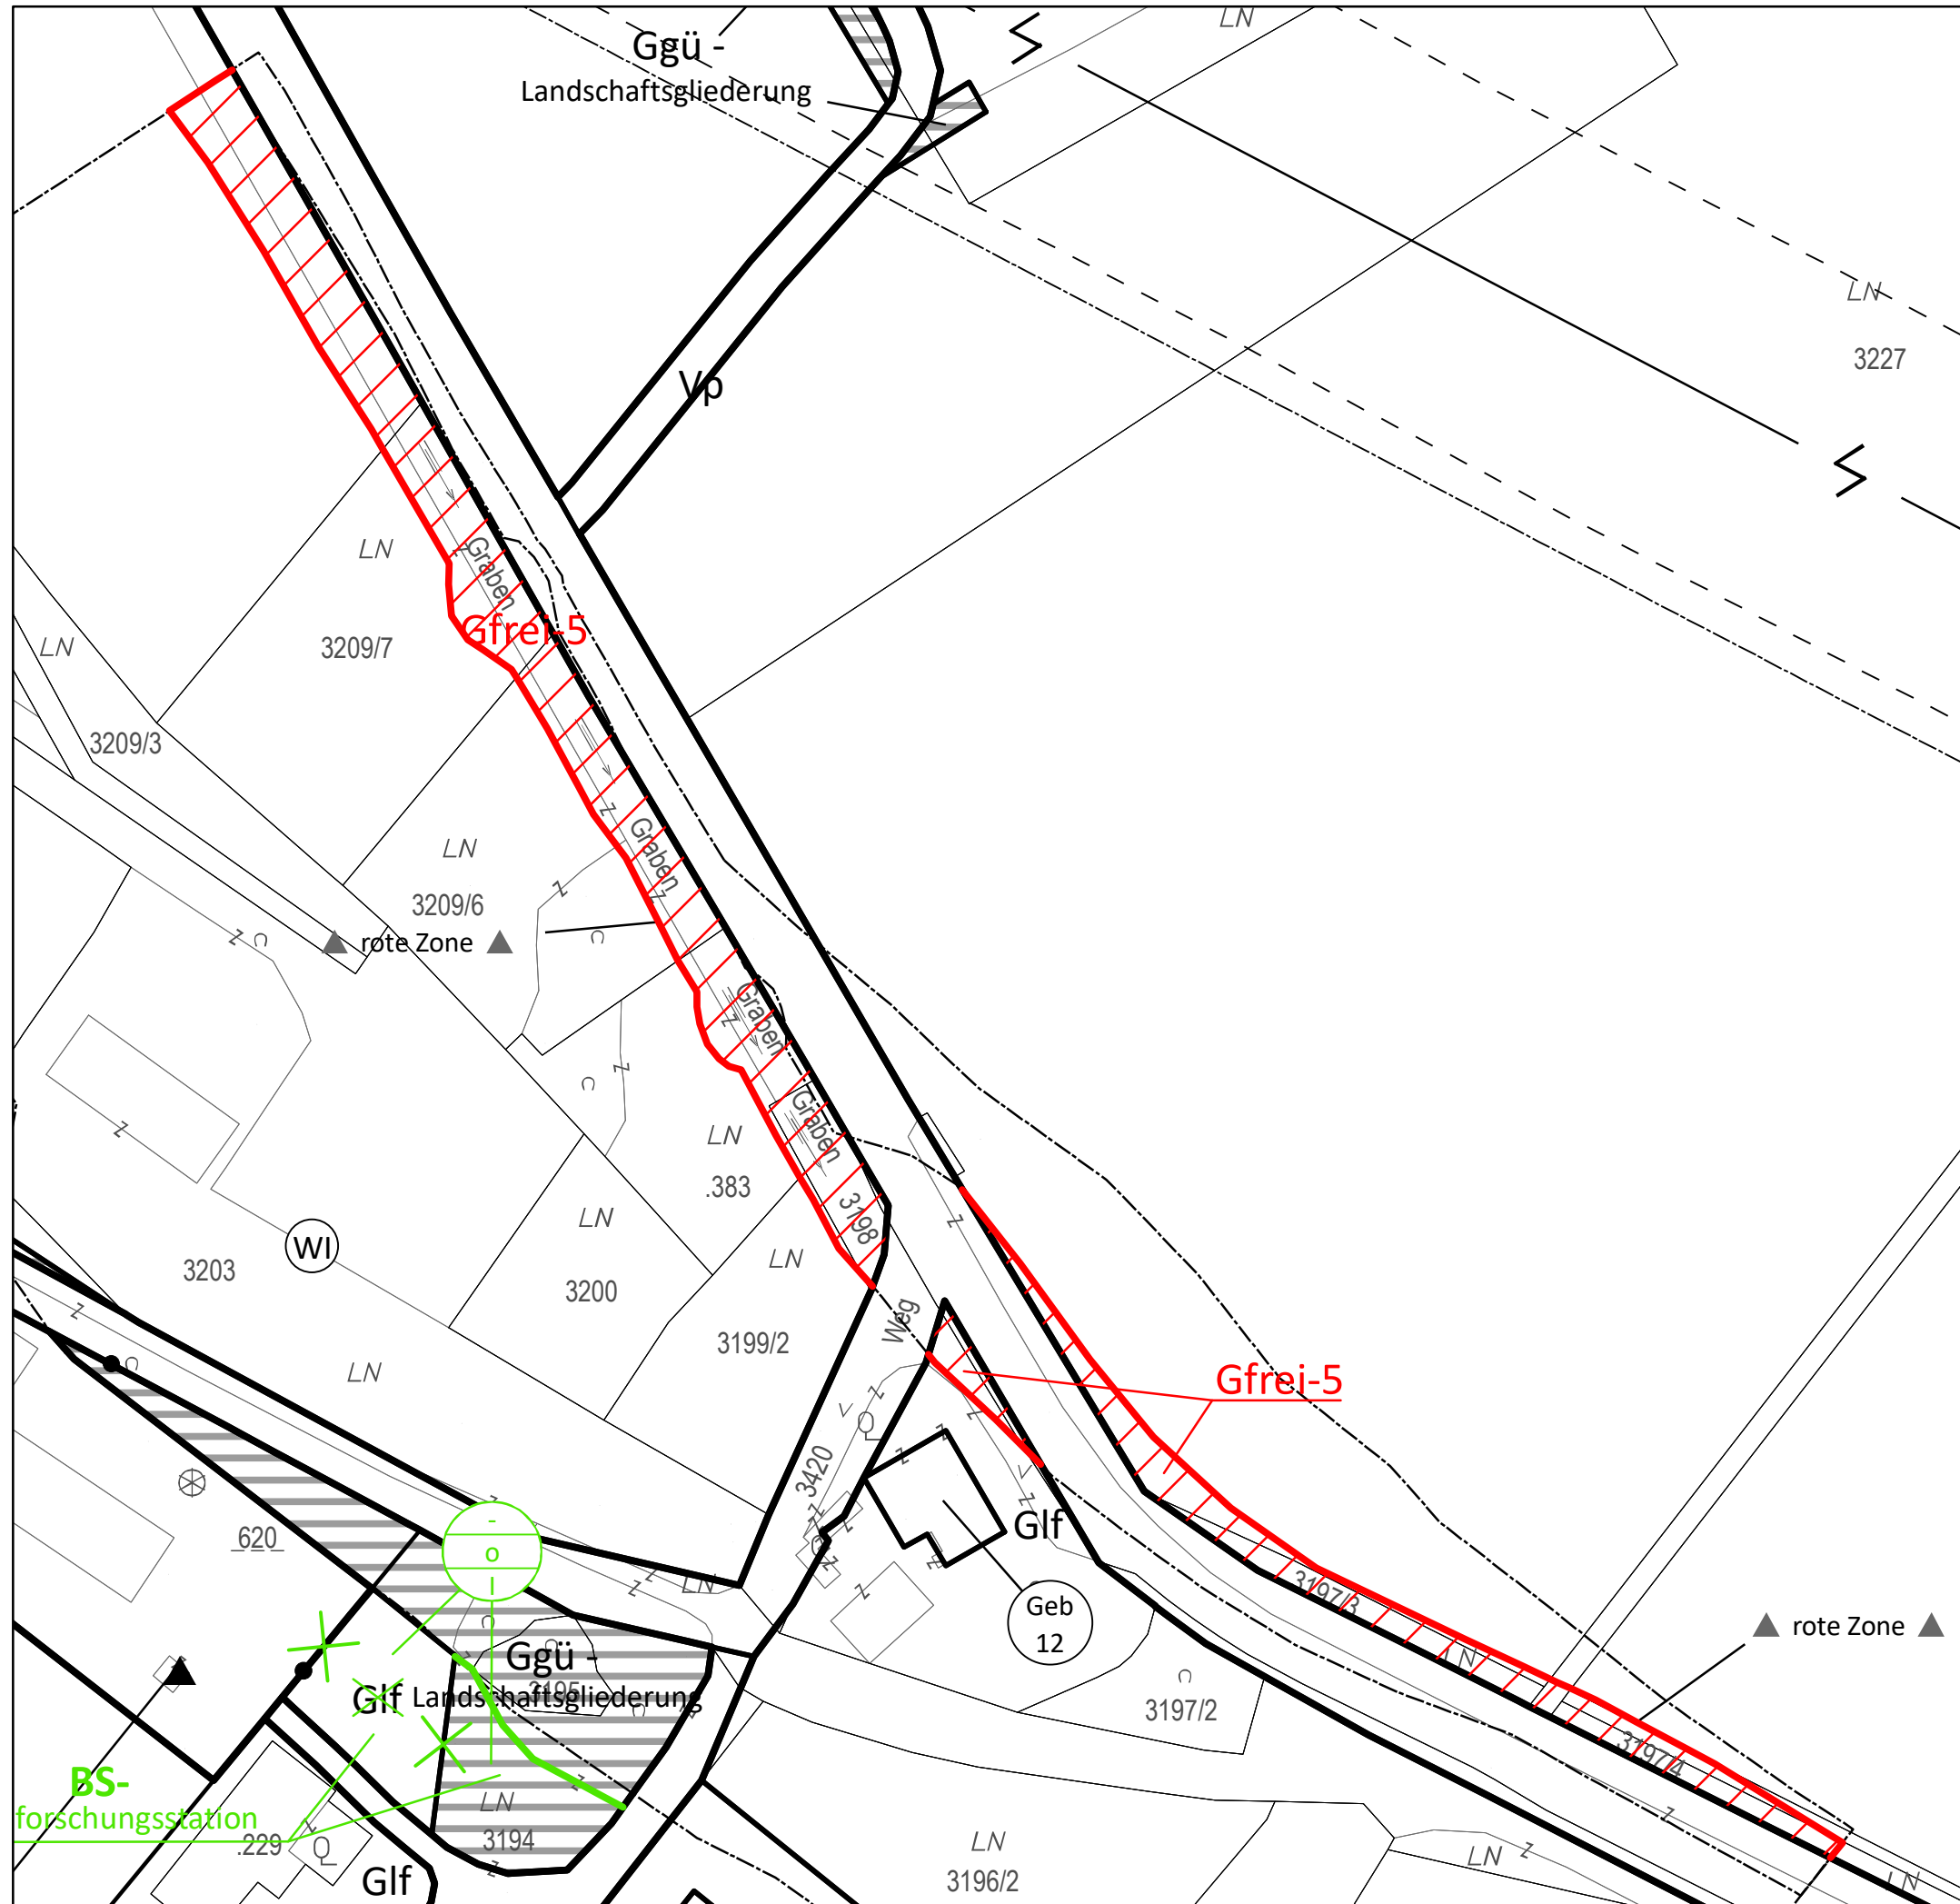 LN
Ggü -
Landschaftsgliederung
LN
3227
Vp
LN
Graben
Gfrei-5
3209/7
LN
3209/3
LN
Graben
3209/6
rote Zone
Graben
Graben
LN
.383
3198
LN
LN
WI
3203
3200
3199/2
Weg
LN
Gfrei-5
3420
Glf
620
-
o
LN
3197/3
Geb
12
rote Zone
LN
Ggü -
3195
Glf
Landschaftsgliederung
3197/2
3197/4
BS-
forschungsstation
LN
.229
3194
LN
LN
Glf
3196/2
LN